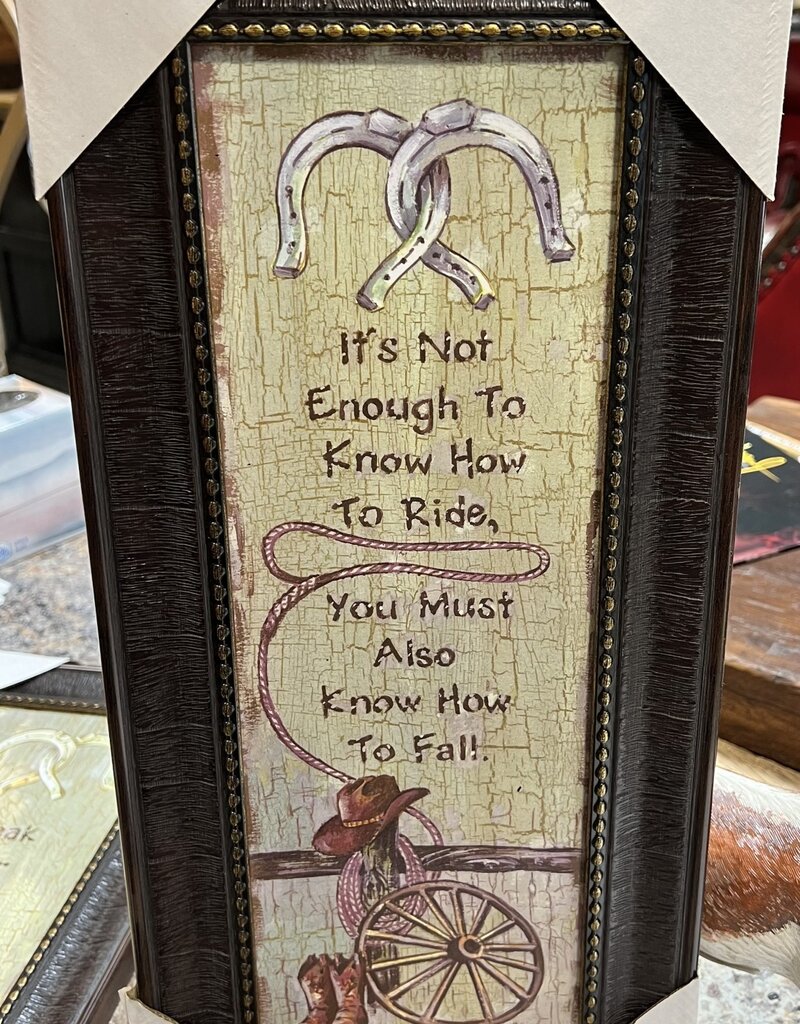 It's Not
Enough To
Know How
To Ride,
You Must
Also
Know How
To Fall.